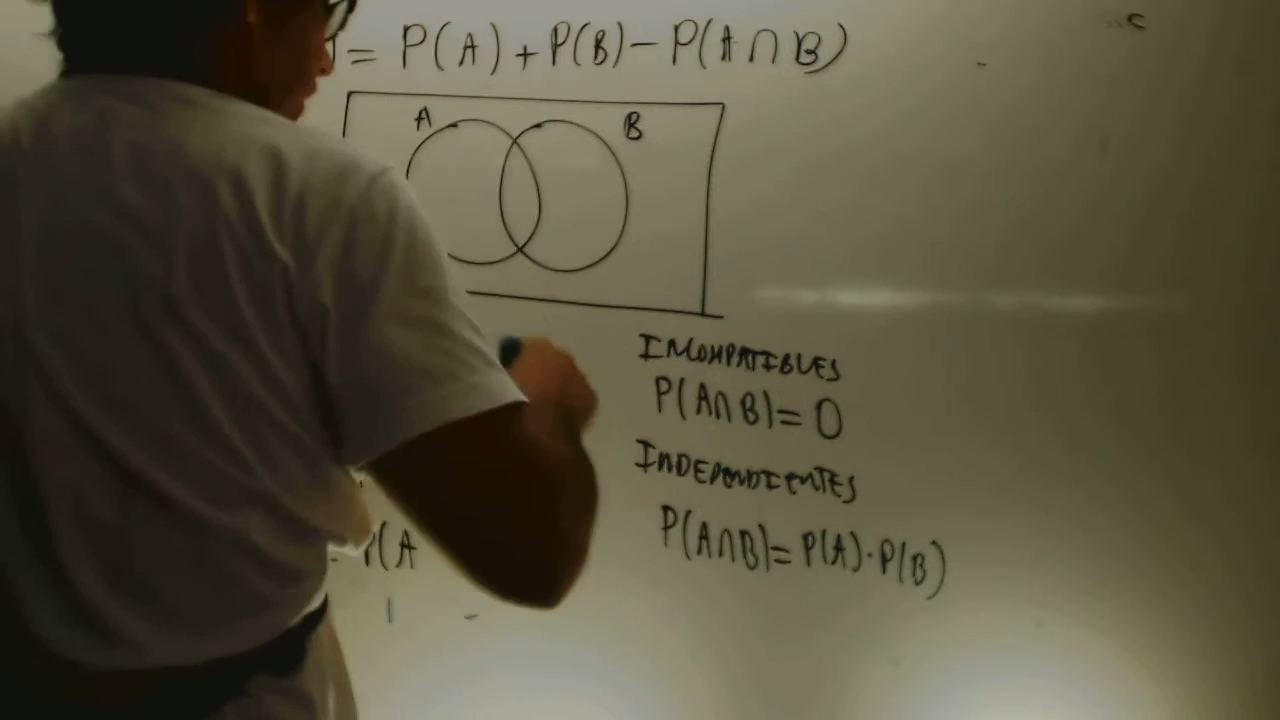 = P(A) + P(B) - P(A ∩ B)
A B
INCOMPATIBLES
P(A∩B) = 0
INDEPENDIENTES
P(A∩B) = P(A)·P(B)
P(A